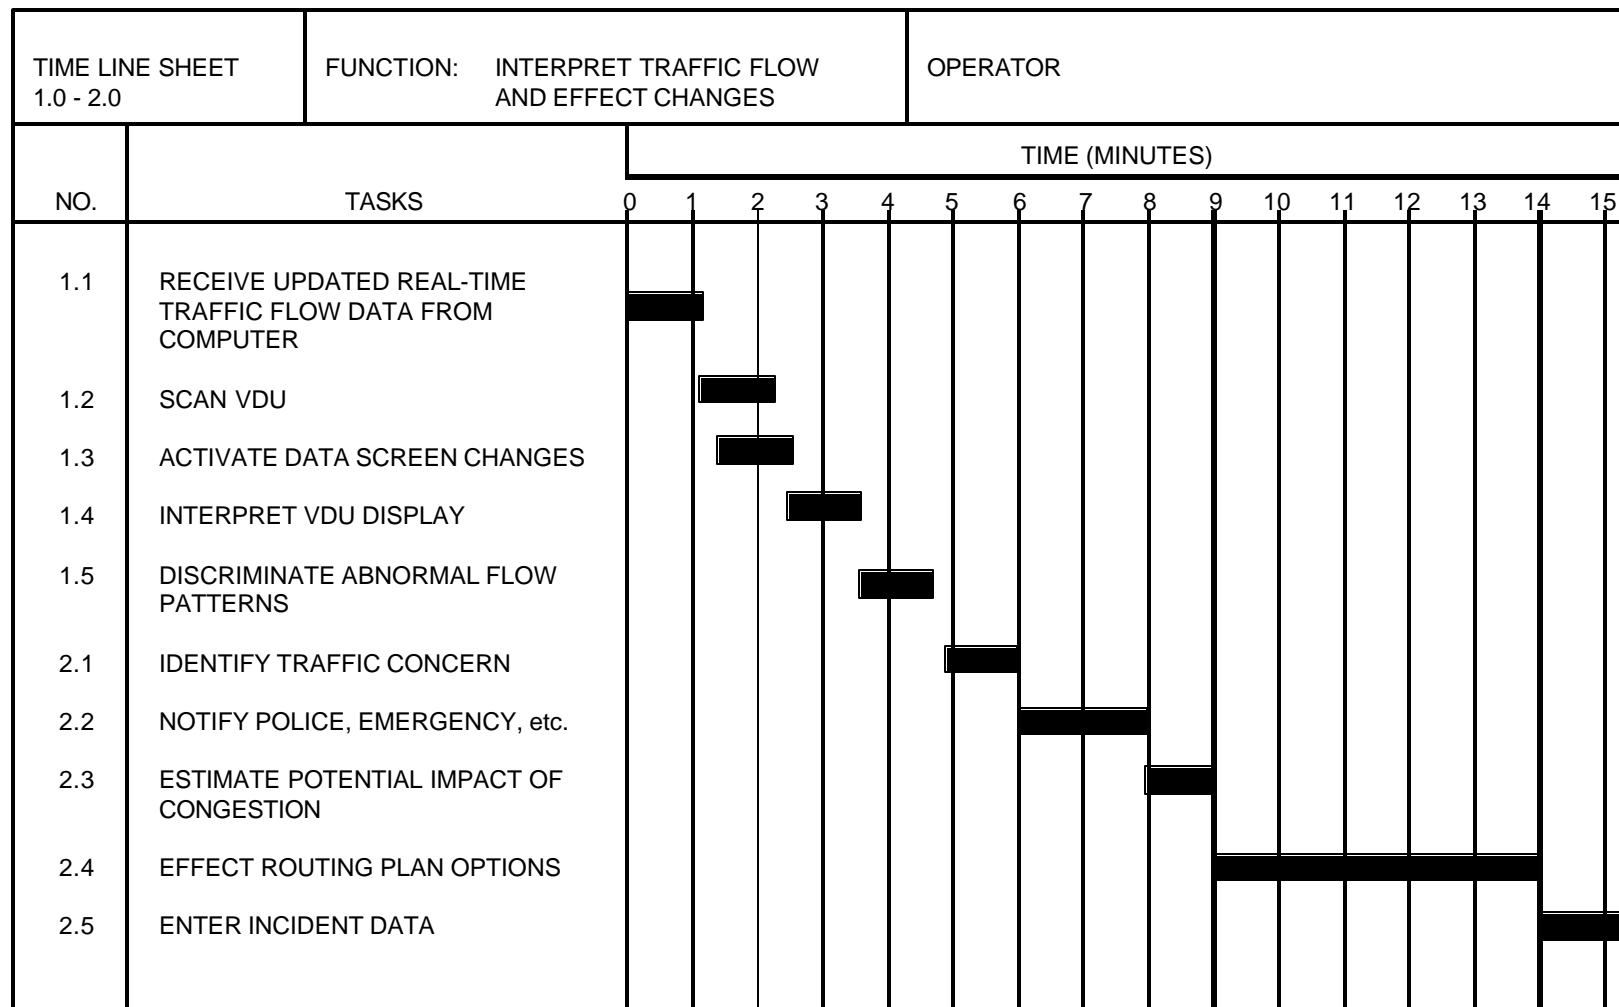 TIME LINE SHEET
1.0 - 2.0
FUNCTION: INTERPRET TRAFFIC FLOW
AND EFFECT CHANGES
OPERATOR
TIME (MINUTES)
NO. TASKS 0 1 2 3 4 5 6 7 8 9 10 11 12 13 14 15
1.1 RECEIVE UPDATED REAL-TIME
TRAFFIC FLOW DATA FROM
COMPUTER
1.2 SCAN VDU
1.3 ACTIVATE DATA SCREEN CHANGES
1.4 INTERPRET VDU DISPLAY
1.5 DISCRIMINATE ABNORMAL FLOW
PATTERNS
2.1 IDENTIFY TRAFFIC CONCERN
2.2 NOTIFY POLICE, EMERGENCY, etc.
2.3 ESTIMATE POTENTIAL IMPACT OF
CONGESTION
2.4 EFFECT ROUTING PLAN OPTIONS
2.5 ENTER INCIDENT DATA